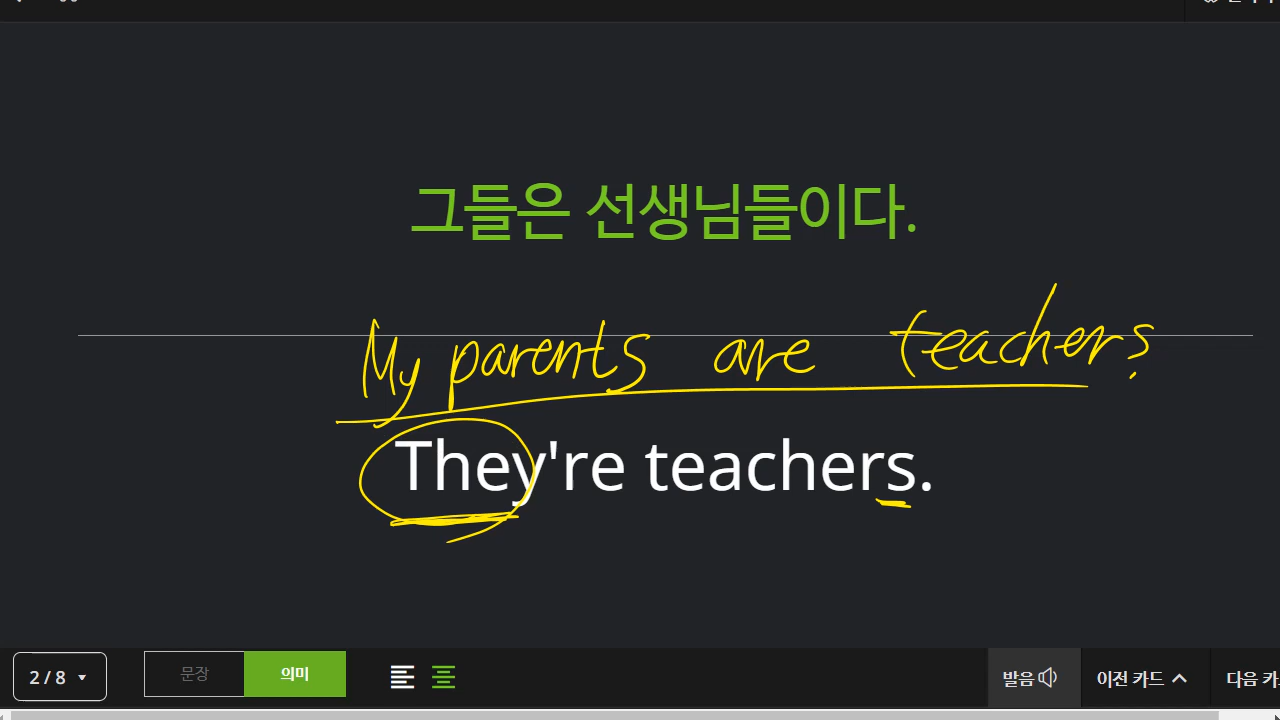 그들은 선생님들이다.
My parents are teachers.
They're teachers.
2 / 8
문장
의미
발음
이전 카드
다음